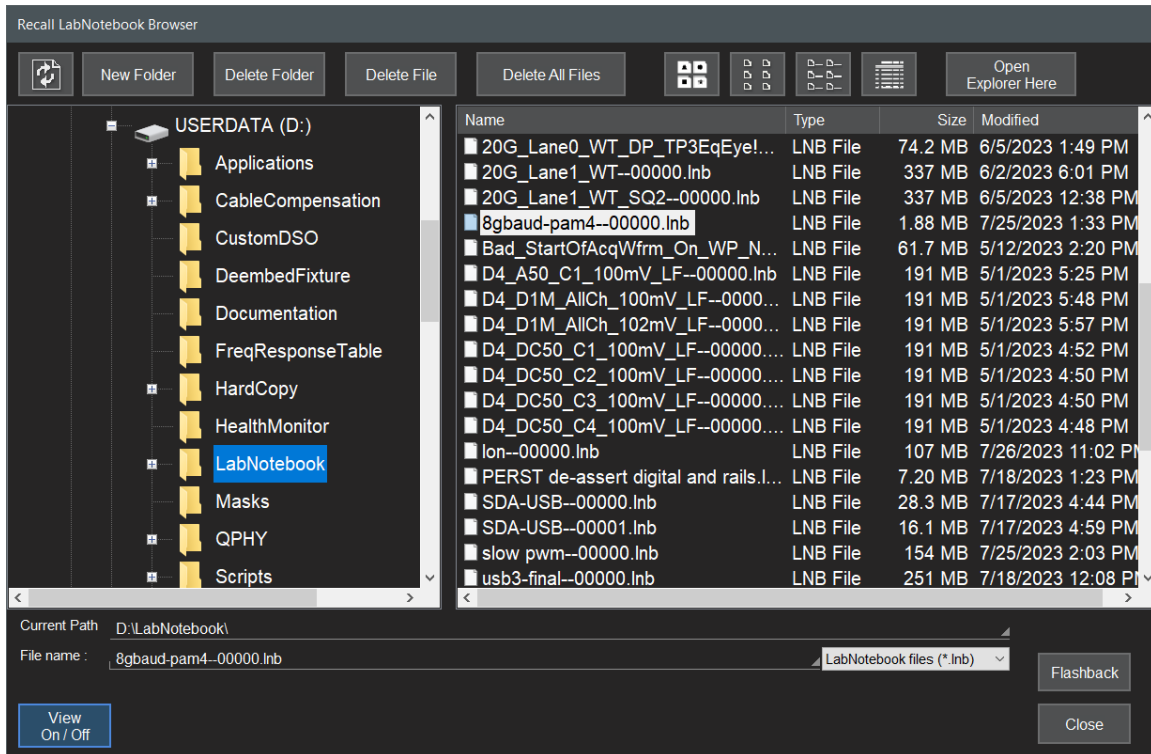 Recall LabNotebook Browser
New Folder Delete Folder Delete File Delete All Files Open Explorer Here
USERDATA (D:)
Applications
CableCompensation
CustomDSO
DeembedFixture
Documentation
FreqResponseTable
HardCopy
HealthMonitor
LabNotebook
Masks
QPHY
Scripts
Name Type Size Modified
20G_Lane0_WT_DP_TP3EqEye!... LNB File 74.2 MB 6/5/2023 1:49 PM
20G_Lane1_WT--00000.lnb LNB File 337 MB 6/2/2023 6:01 PM
20G_Lane1_WT_SQ2--00000.lnb LNB File 337 MB 6/5/2023 12:38 PM
8gbaud-pam4--00000.lnb LNB File 1.88 MB 7/25/2023 1:33 PM
Bad_StartOfAcqWfrm_On_WP_N... LNB File 61.7 MB 5/12/2023 2:20 PM
D4_A50_C1_100mV_LF--00000.lnb LNB File 191 MB 5/1/2023 5:25 PM
D4_D1M_AllCh_100mV_LF--0000... LNB File 191 MB 5/1/2023 5:48 PM
D4_D1M_AllCh_102mV_LF--0000... LNB File 191 MB 5/1/2023 5:57 PM
D4_DC50_C1_100mV_LF--00000.... LNB File 191 MB 5/1/2023 4:52 PM
D4_DC50_C2_100mV_LF--00000.... LNB File 191 MB 5/1/2023 4:50 PM
D4_DC50_C3_100mV_LF--00000.... LNB File 191 MB 5/1/2023 4:50 PM
D4_DC50_C4_100mV_LF--00000.... LNB File 191 MB 5/1/2023 4:48 PM
lon--00000.lnb LNB File 107 MB 7/26/2023 11:02 PM
PERST de-assert digital and rails.l... LNB File 7.20 MB 7/18/2023 1:23 PM
SDA-USB--00000.lnb LNB File 28.3 MB 7/17/2023 4:44 PM
SDA-USB--00001.lnb LNB File 16.1 MB 7/17/2023 4:59 PM
slow pwm--00000.lnb LNB File 154 MB 7/25/2023 2:03 PM
usb3-final--00000.lnb LNB File 251 MB 7/18/2023 12:08 PM
Current Path D:\LabNotebook\
File name : 8gbaud-pam4--00000.lnb LabNotebook files (*.lnb)
Flashback
View On / Off
Close